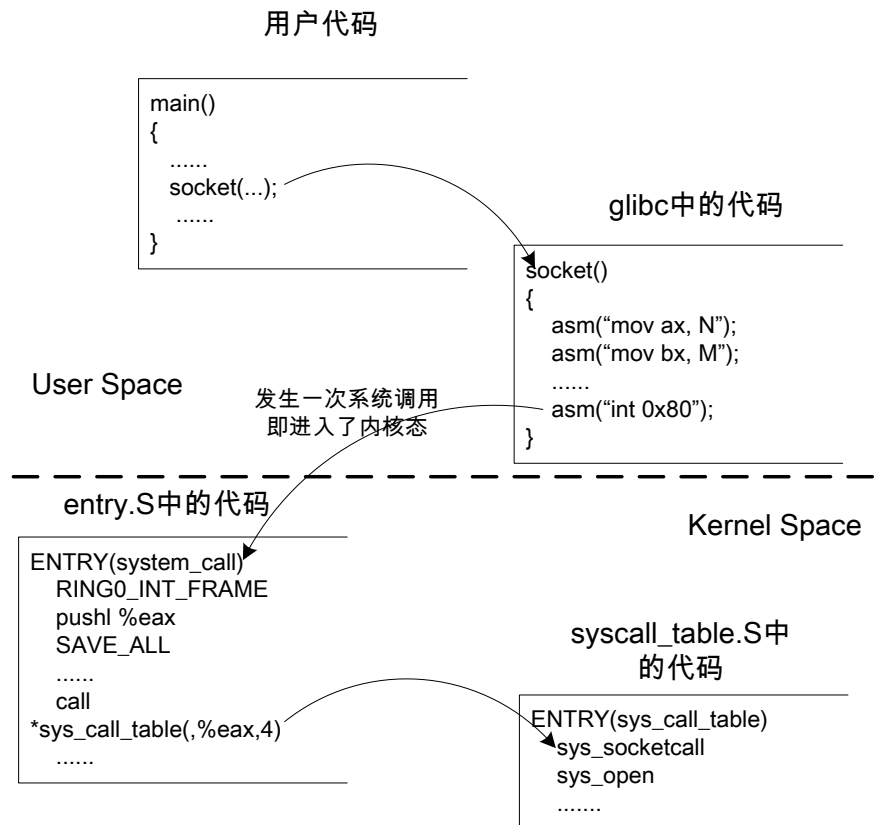 用户代码
main()
{
......
socket(...);
......
}
glibc中的代码
socket()
{
asm(“mov ax, N”);
asm(“mov bx, M”);
......
asm(“int 0x80”);
}
User Space
发生一次系统调用
即进入了内核态
entry.S中的代码
Kernel Space
ENTRY(system_call)
RING0_INT_FRAME
pushl %eax
SAVE_ALL
......
call
*sys_call_table(,%eax,4)
......
syscall_table.S中
的代码
ENTRY(sys_call_table)
sys_socketcall
sys_open
.......